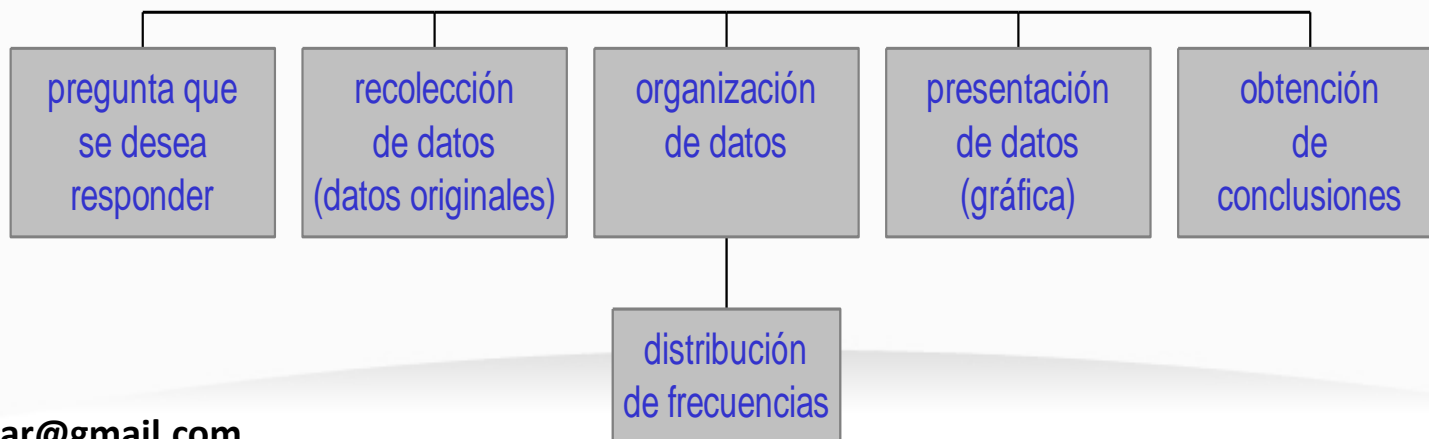 pregunta que
se desea
responder
recolección
de datos
(datos originales)
organización
de datos
presentación
de datos
(gráfica)
obtención
de
conclusiones
distribución
de frecuencias
ar@gmail.com